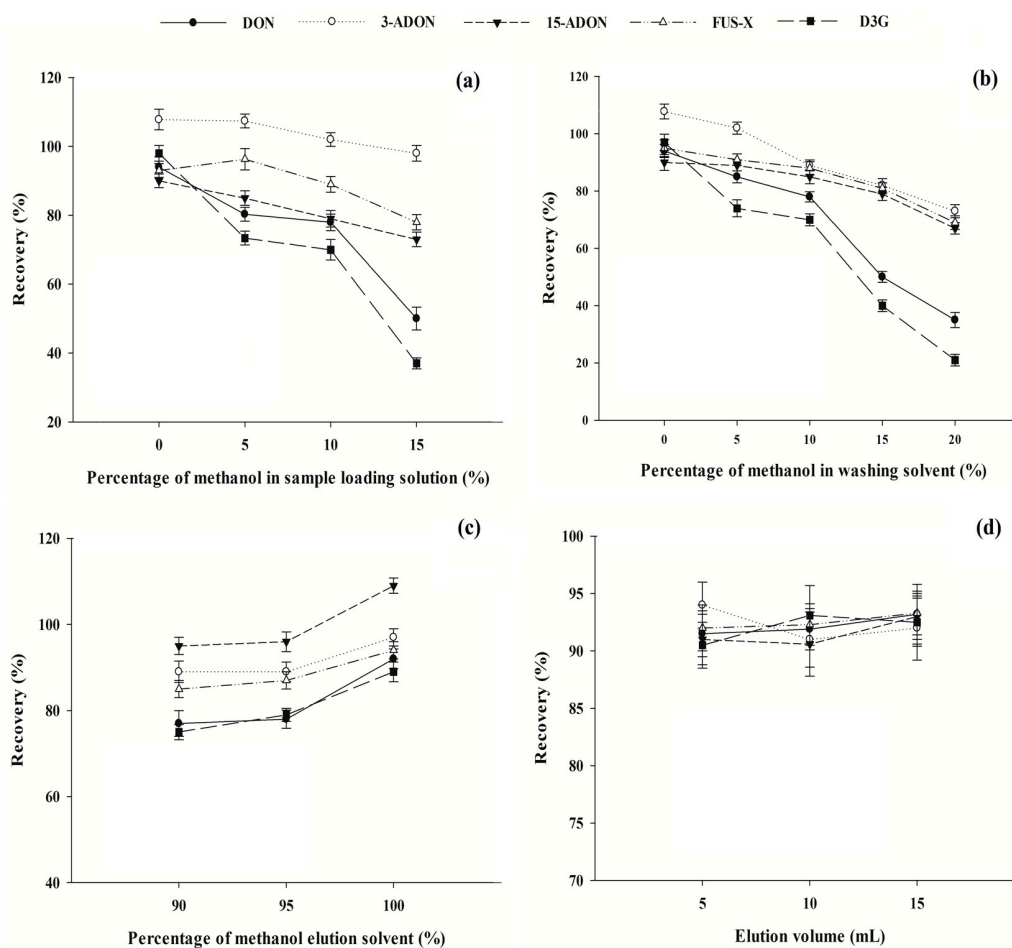 DON 3-ADON 15-ADON FUS-X D3G
(a)
120
100
80
60
40
20
Recovery (%)
0 5 10 15
Percentage of methanol in sample loading solution (%)
(b)
120
100
80
60
40
20
0
Recovery (%)
0 5 10 15 20
Percentage of methanol in washing solvent (%)
(c)
120
100
80
60
40
Recovery (%)
90 95 100
Percentage of methanol elution solvent (%)
(d)
100
95
90
85
90
75
70
Recovery (%)
5 10 15
Elution volume (mL)